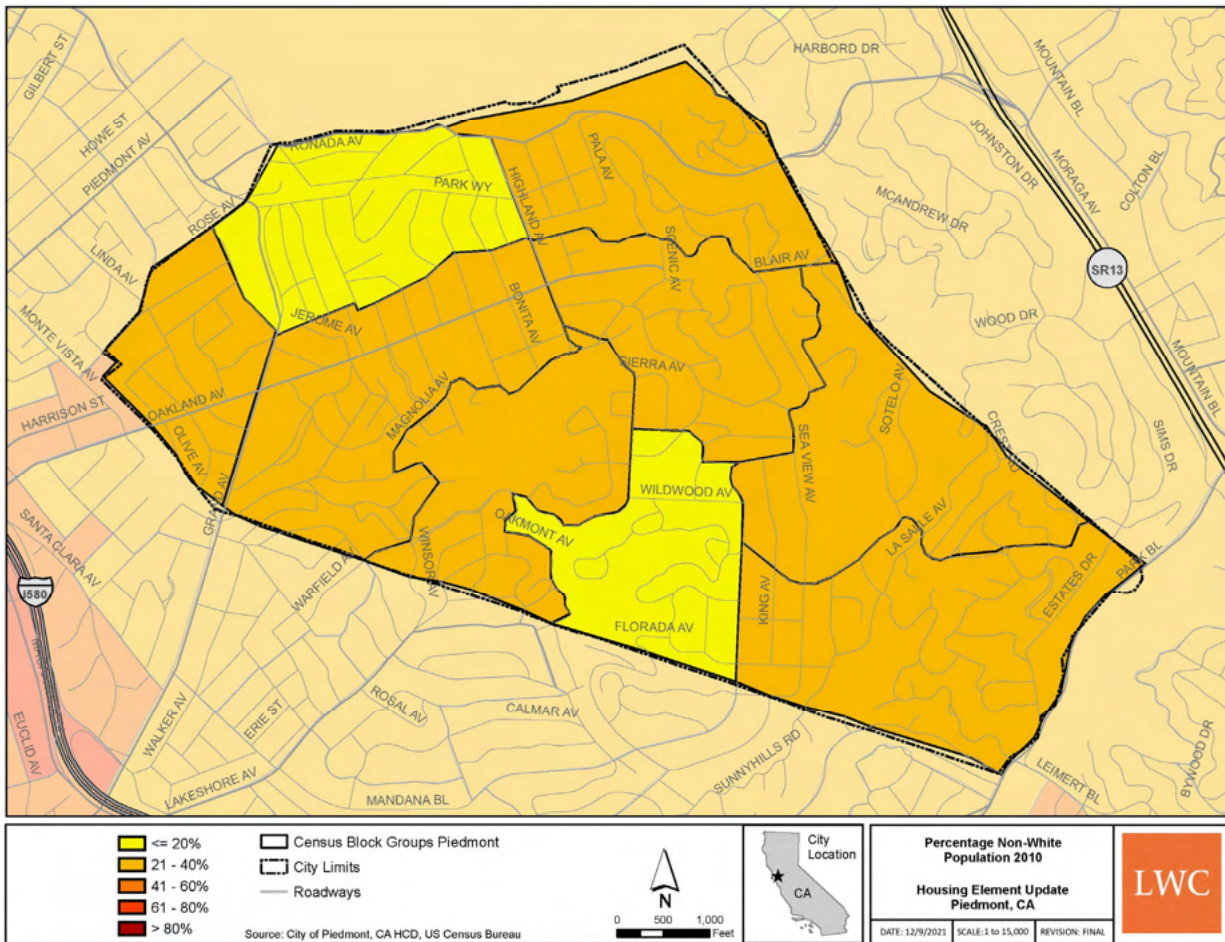 GILBERT ST
HARBORD DR
MOUNTAIN BL
HOWE ST
PIEDMONT AV
RONADA AV
PALA AV
JOHNSTON DR
MORAGA AV
COLTON BL
PARK WY
HIGHLAND AV
MCANDREW DR
ROSE AV
LINDA AV
SCENIC AV
BLAIR AV
SR13
MONTE VISTA AV
JEROME AV
BONITA AV
WOOD DR
MOUNTAIN BL
HARRISON ST
OAKLAND AV
MAGNOLIA AV
SIERRA AV
SOTELO AV
OLIVE AV
SEA VIEW AV
CREST RD
SIMS DR
GRAND AV
WILDWOOD AV
SANTA CLARA AV
OAKMONT AV
LA SALLE AV
WARFIELD AV
WINSOR AV
PARK BL
I580
KING AV
ESTATES DR
FLORADA AV
EUCLID AV
WALKER AV
ERIE ST
ROSAL AV
CALMAR AV
SUNNYHILLS RD
BYWOOD DR
LAKESHORE AV
MANDANA BL
LEIMERT BL
<= 20%
21 - 40%
41 - 60%
61 - 80%
> 80%
Census Block Groups Piedmont
City Limits
Roadways
Source: City of Piedmont, CA HCD, US Census Bureau
N
0 500 1,000
Feet
City
Location
CA
Percentage Non-White
Population 2010
Housing Element Update
Piedmont, CA
DATE: 12/9/2021 SCALE:1 to 15,000 REVISION: FINAL
LWC